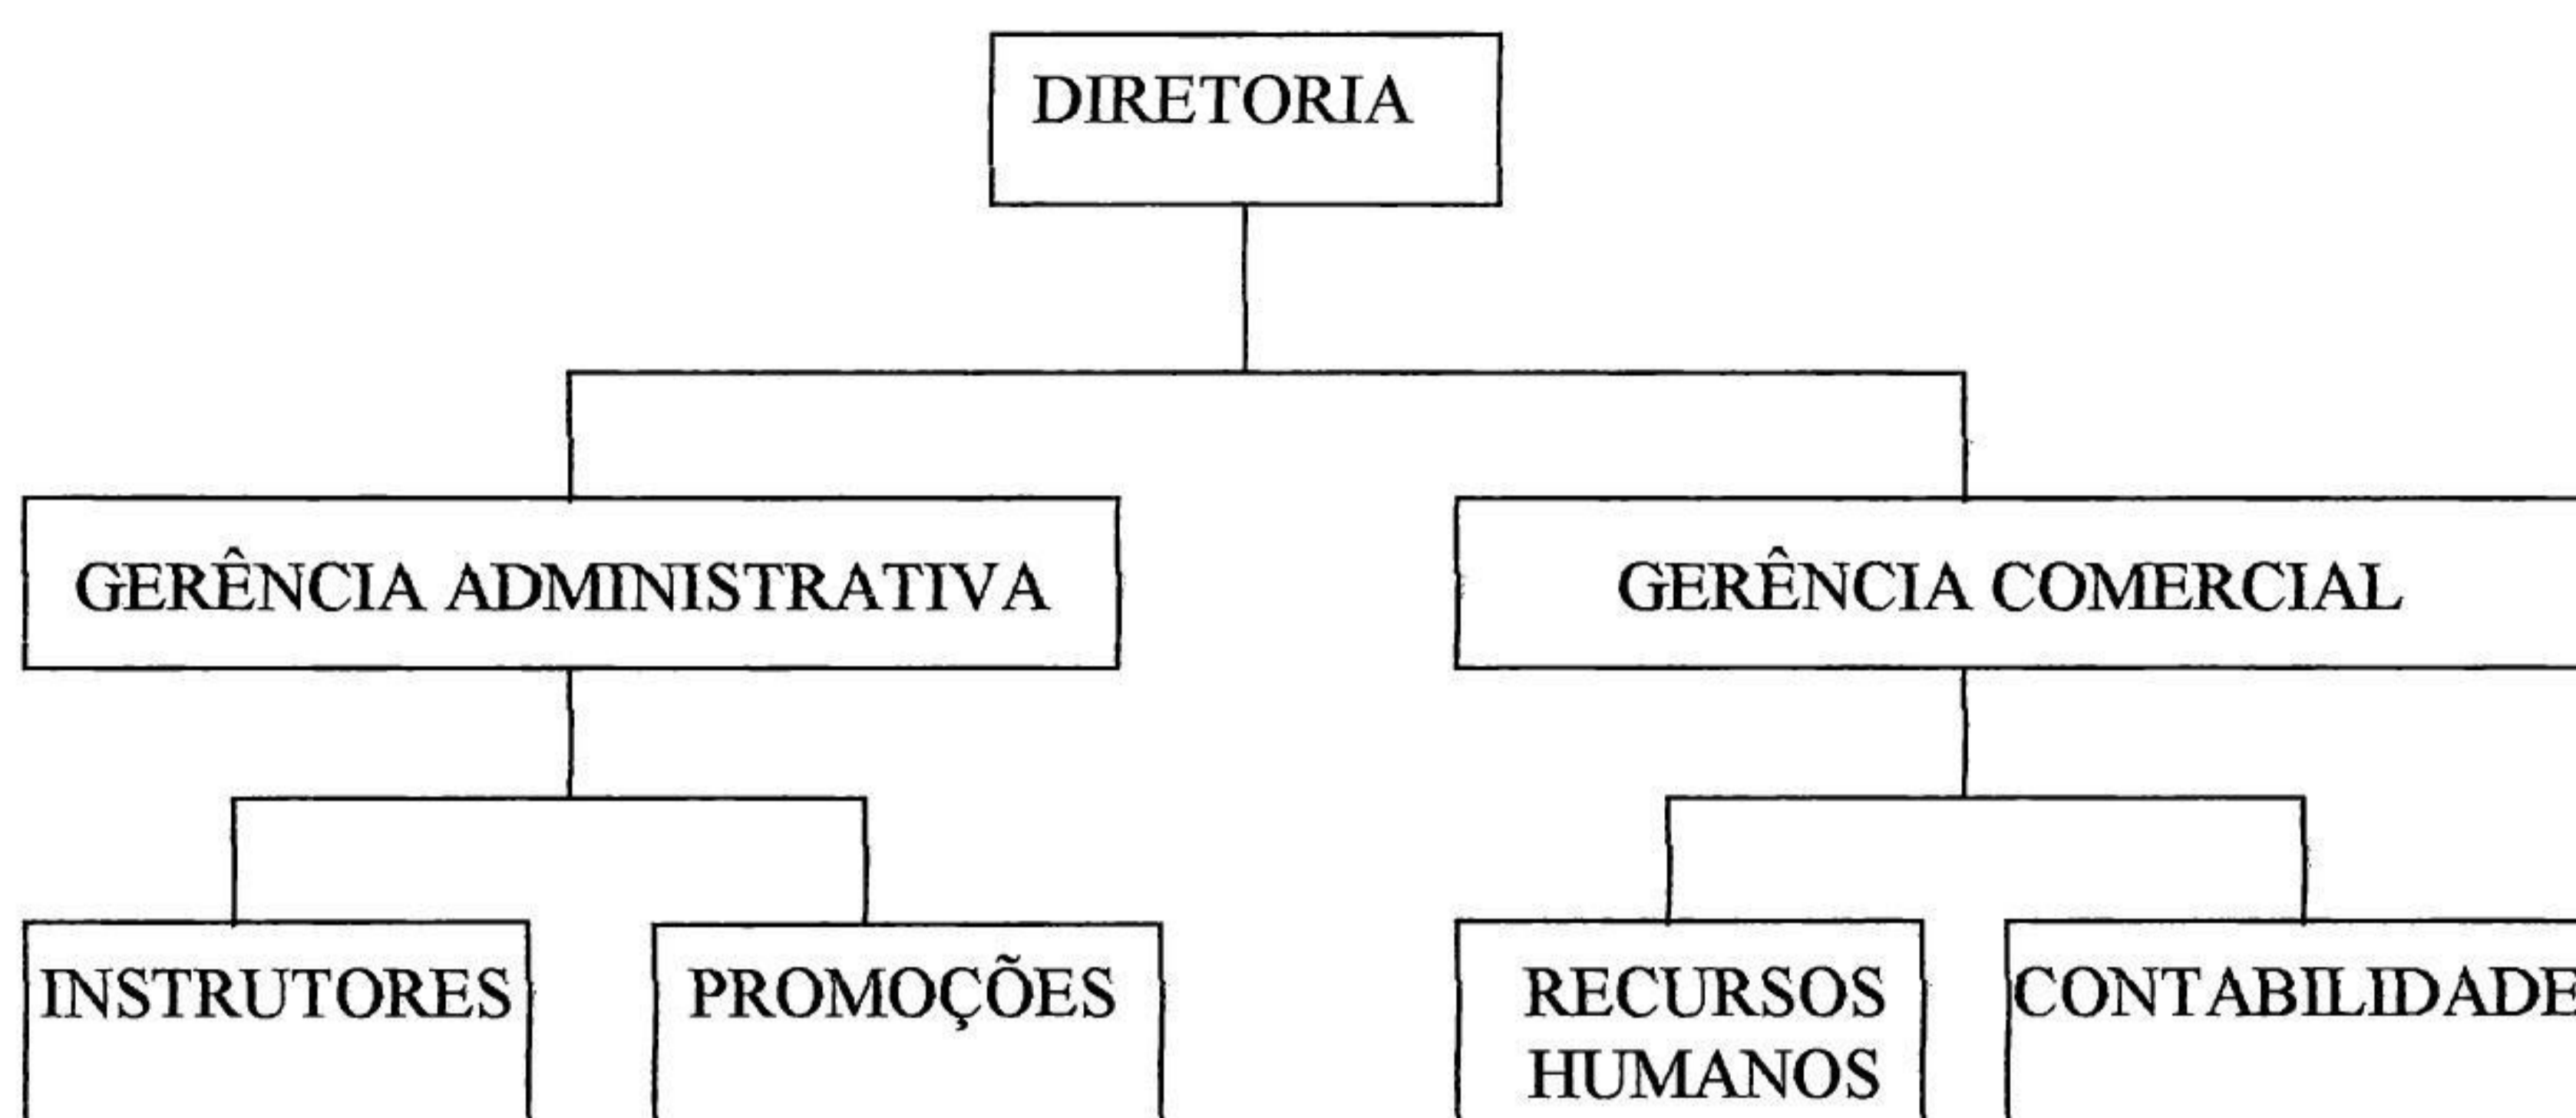 DIRETORIA
GERÊNCIA ADMINISTRATIVA
GERÊNCIA COMERCIAL
INSTRUTORES
PROMOÇÕES
RECURSOS
HUMANOS
CONTABILIDADE